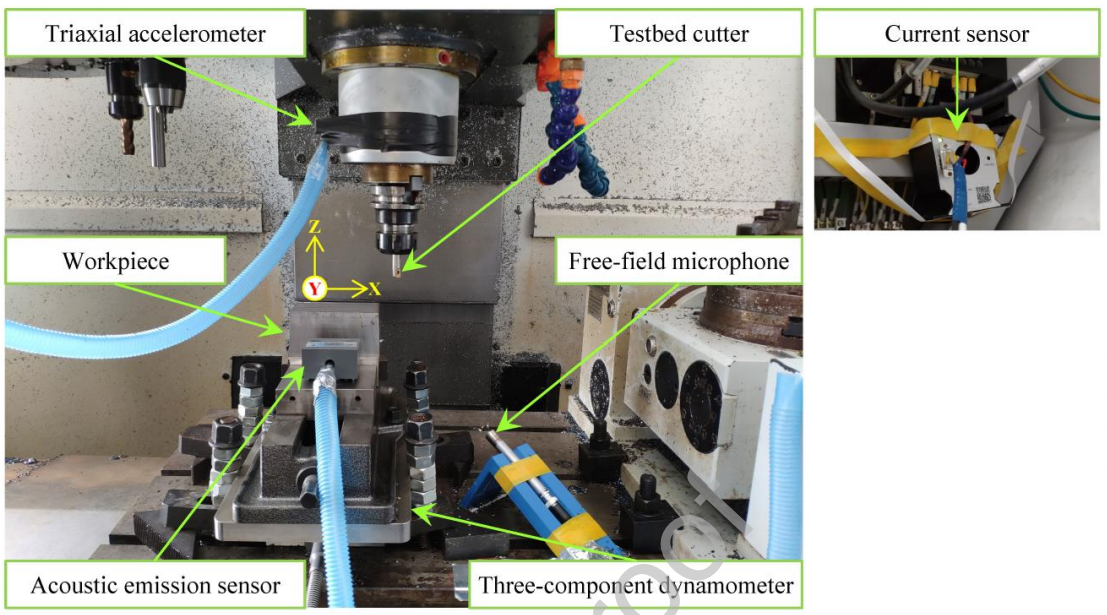 Triaxial accelerometer
Testbed cutter
Current sensor
Z
Y
X
Workpiece
Free-field microphone
Acoustic emission sensor
Three-component dynamometer